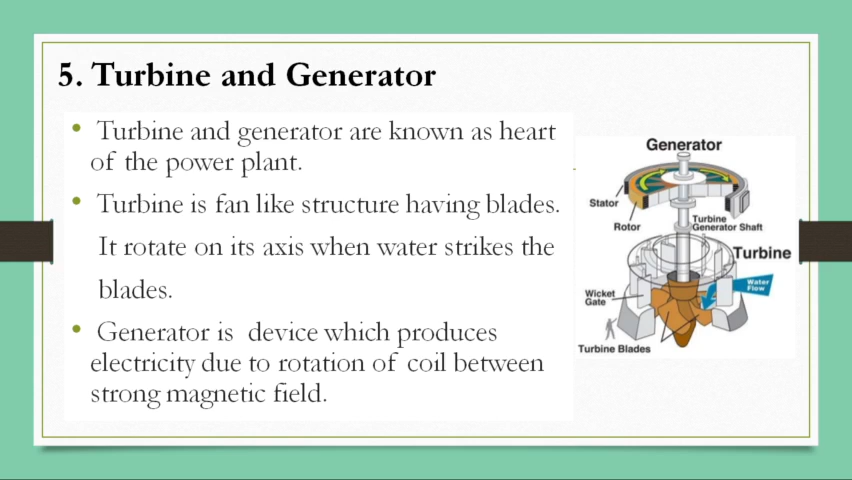 5. Turbine and Generator
• Turbine and generator are known as heart
of the power plant.
• Turbine is fan like structure having blades.
It rotate on its axis when water strikes the
blades.
• Generator is device which produces
electricity due to rotation of coil between
strong magnetic field.
Generator
Stator
Rotor
Turbine
Generator Shaft
Turbine
Water
Flow
Wicket
Gate
Turbine Blades